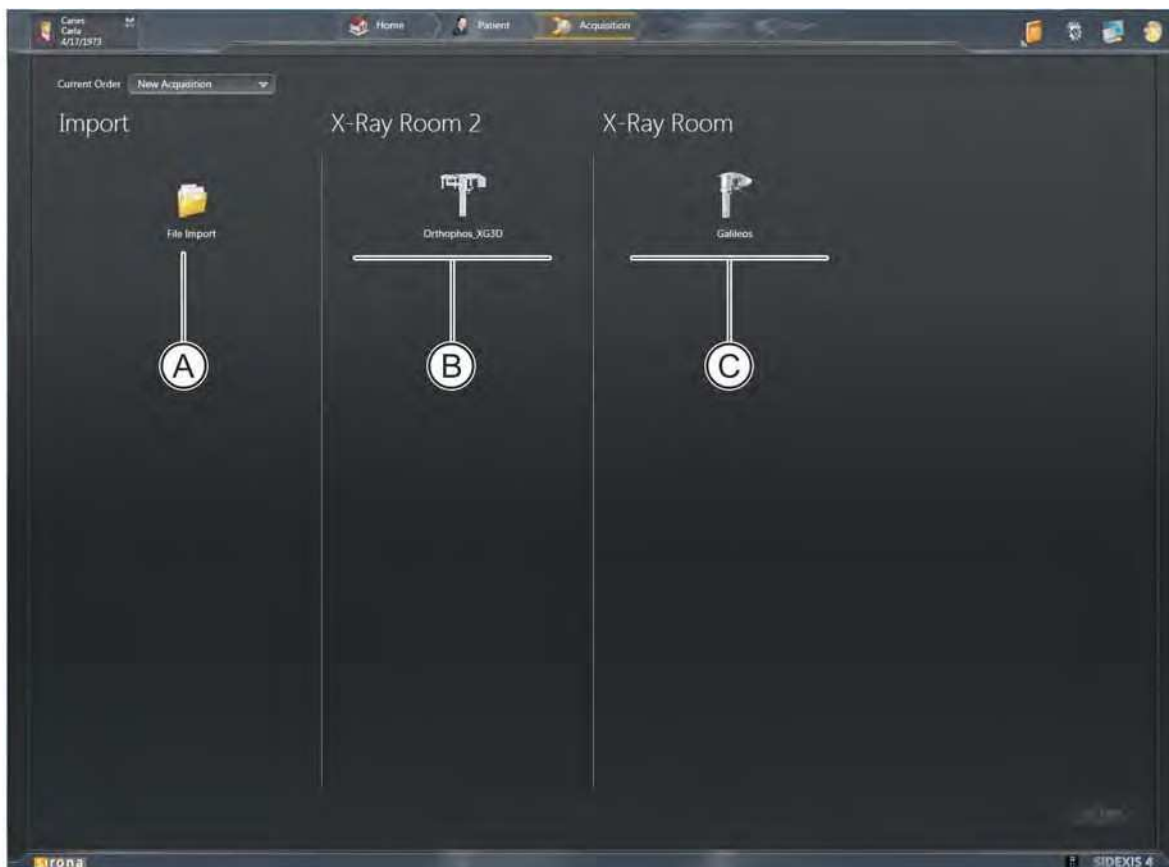 Caries
Carla
4/17/1973
Home
Patient
Acquisition
Current Order New Acquisition
Import
X-Ray Room 2
X-Ray Room
File Import
Orthophos_XG3D
Galileos
A
B
C
sirona
SIDEXIS 4